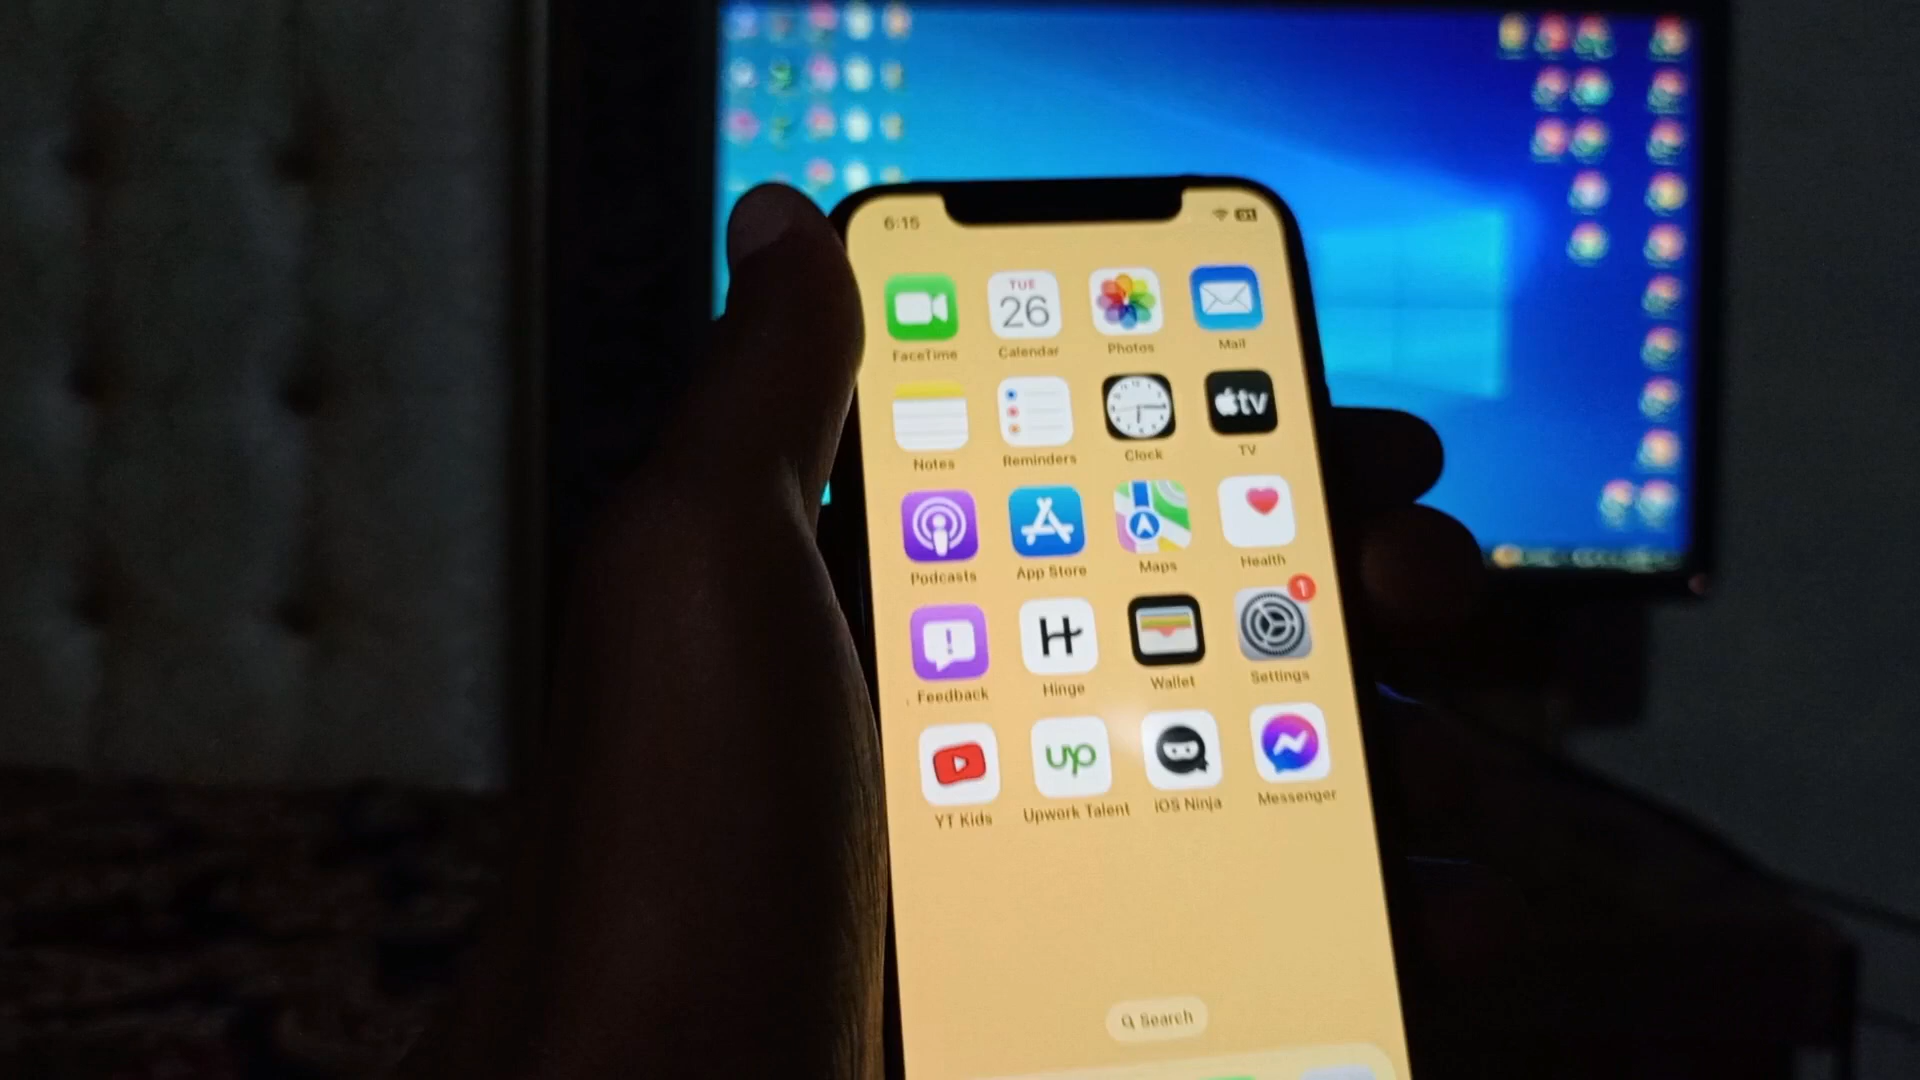 6:15 91
TUE
26
FaceTime Calendar Photos Mail
tv
Notes Reminders Clock TV
Podcasts App Store Maps Health
1
Feedback Hinge Wallet Settings
up
YT Kids Upwork Talent iOS Ninja Messenger
Search